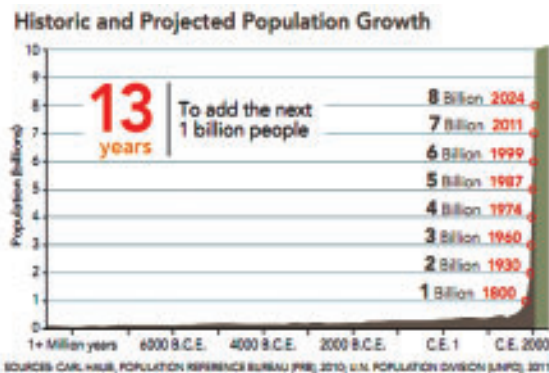 Historic and Projected Population Growth
Population (billions)
10
9
8
7
6
5
4
3
2
1
0
13
years
To add the next
1 billion people
8 Billion 2024
7 Billion 2011
6 Billion 1999
5 Billion 1987
4 Billion 1974
3 Billion 1960
2 Billion 1930
1 Billion 1800
1+ Million years 6000 B.C.E. 4000 B.C.E. 2000 B.C.E. C.E. 1 C.E. 2000
SOURCES: CARL HAUB, POPULATION REFERENCE BUREAU (PRB), 2010; U.N. POPULATION DIVISION (UNPD), 2011